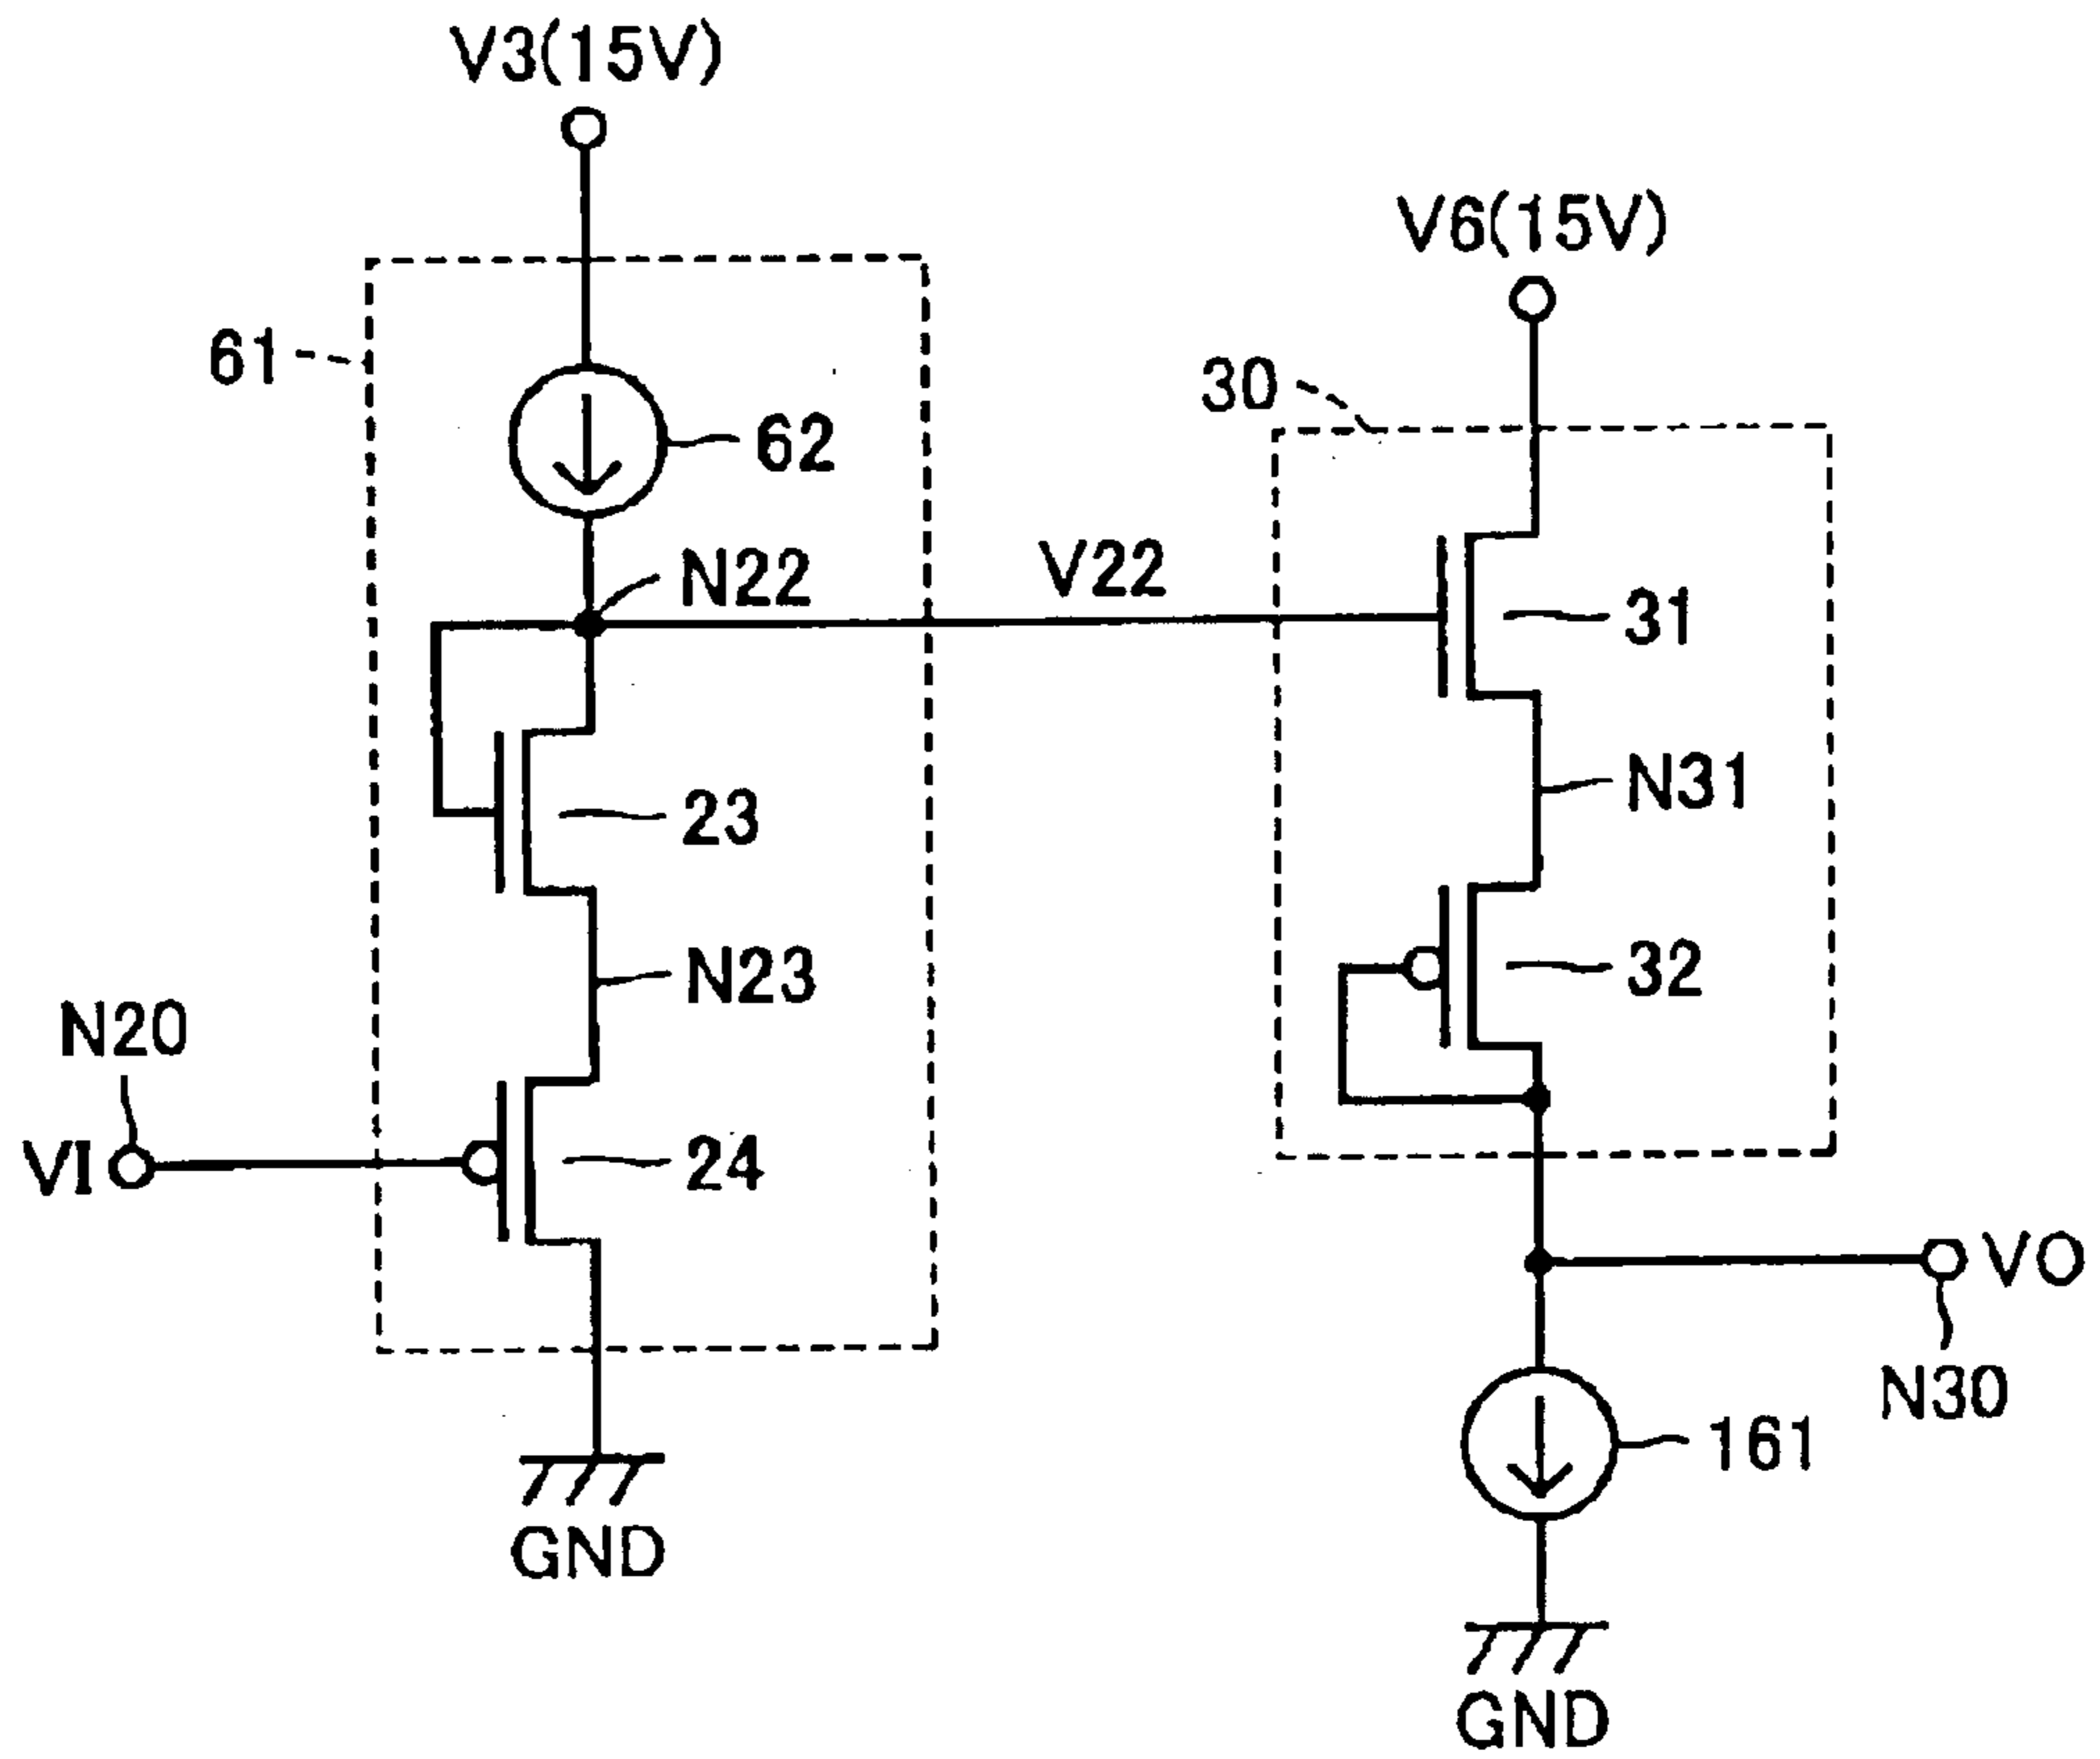 V3(15V)
V6(15V)
61
30
62
N22
V22
31
23
N31
N23
32
N20
VI
24
VO
N30
161
GND
GND